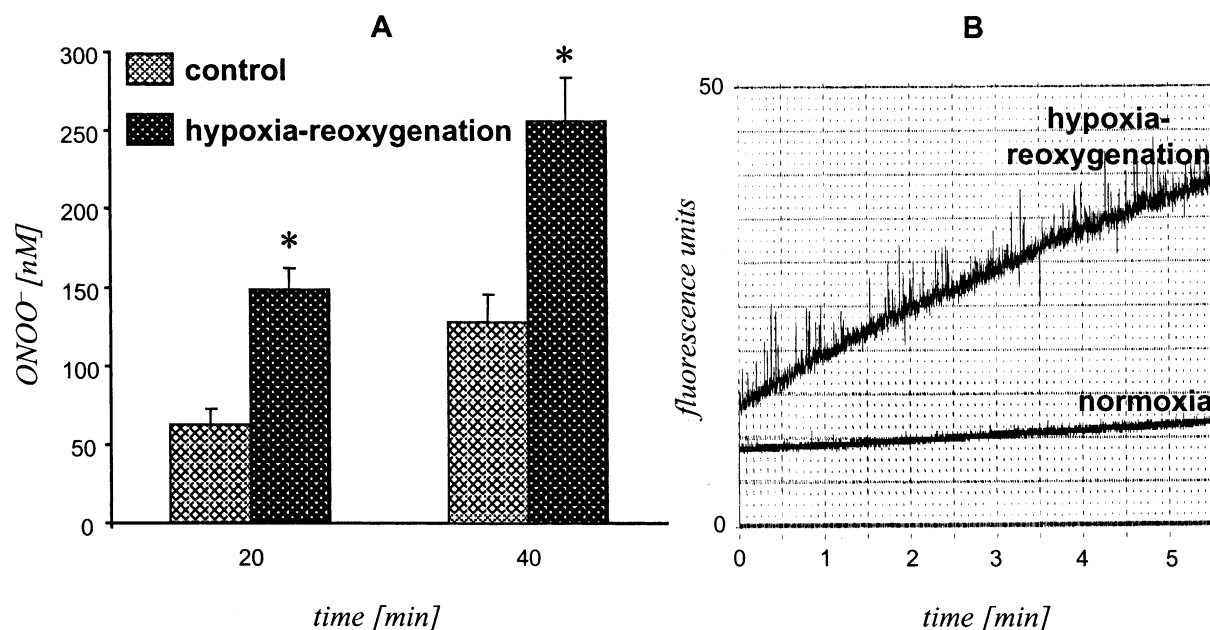 A
300
250
200
150
100
50
0
ONOO⁻ [nM]
control
hypoxia-reoxygenation
*
*
20
40
time [min]
B
50
0
fluorescence units
hypoxia-
reoxygenation
normoxia
0
1
2
3
4
5
time [min]